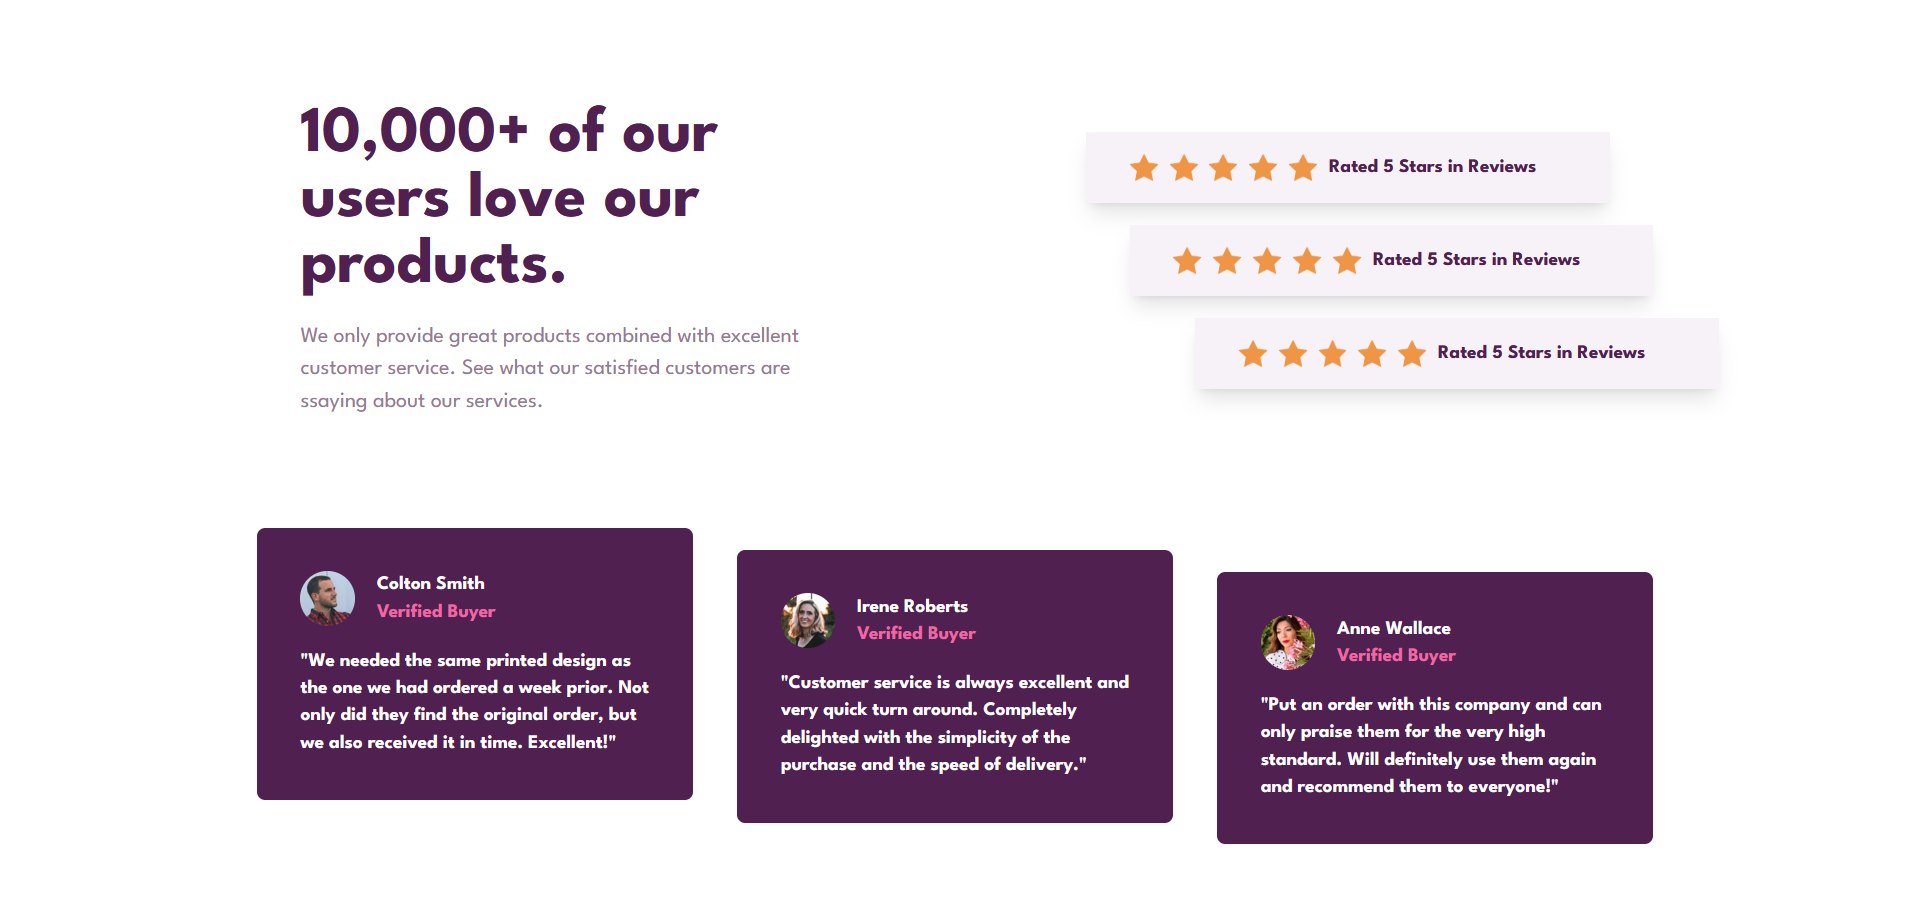 10,000+ of our
users love our
products.
We only provide great products combined with excellent
customer service. See what our satisfied customers are
ssaying about our services.
Rated 5 Stars in Reviews
Rated 5 Stars in Reviews
Rated 5 Stars in Reviews
Colton Smith
Verified Buyer
"We needed the same printed design as
the one we had ordered a week prior. Not
only did they find the original order, but
we also received it in time. Excellent!"
Irene Roberts
Verified Buyer
"Customer service is always excellent and
very quick turn around. Completely
delighted with the simplicity of the
purchase and the speed of delivery."
Anne Wallace
Verified Buyer
"Put an order with this company and can
only praise them for the very high
standard. Will definitely use them again
and recommend them to everyone!"